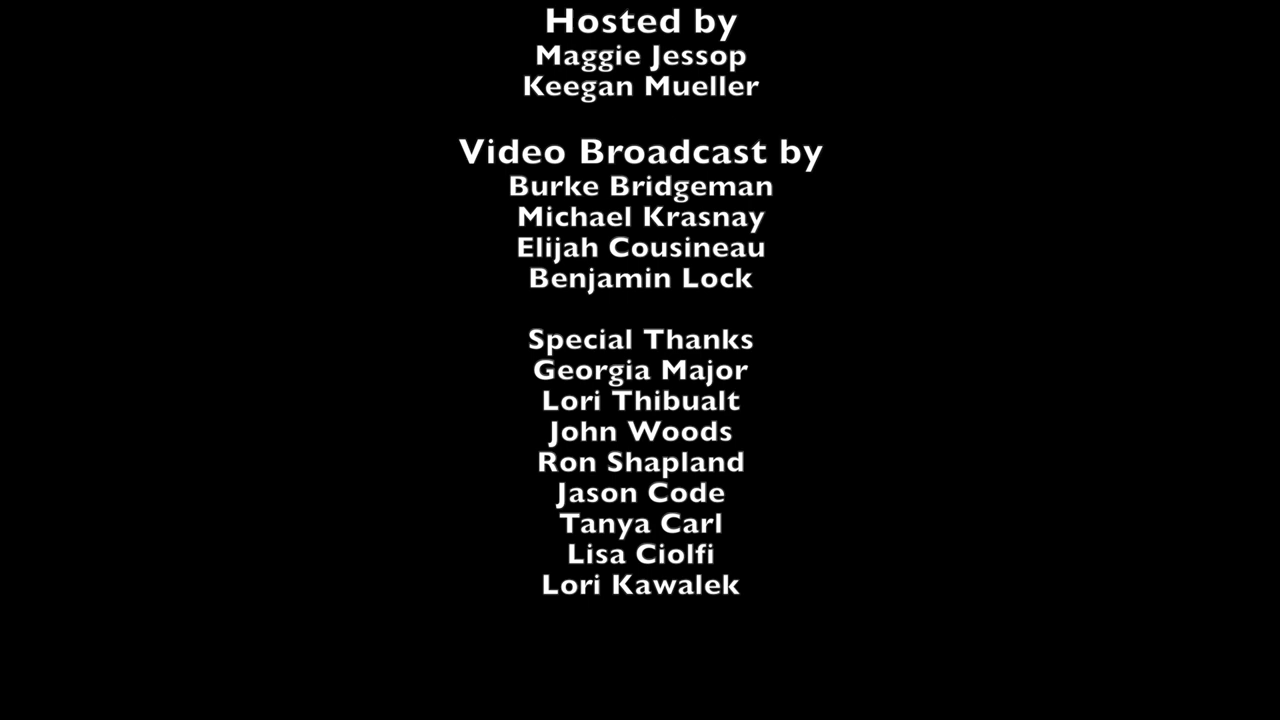 Hosted by
Maggie Jessop
Keegan Mueller
Video Broadcast by
Burke Bridgeman
Michael Krasnay
Elijah Cousineau
Benjamin Lock
Special Thanks
Georgia Major
Lori Thibualt
John Woods
Ron Shapland
Jason Code
Tanya Carl
Lisa Ciolfi
Lori Kawalek